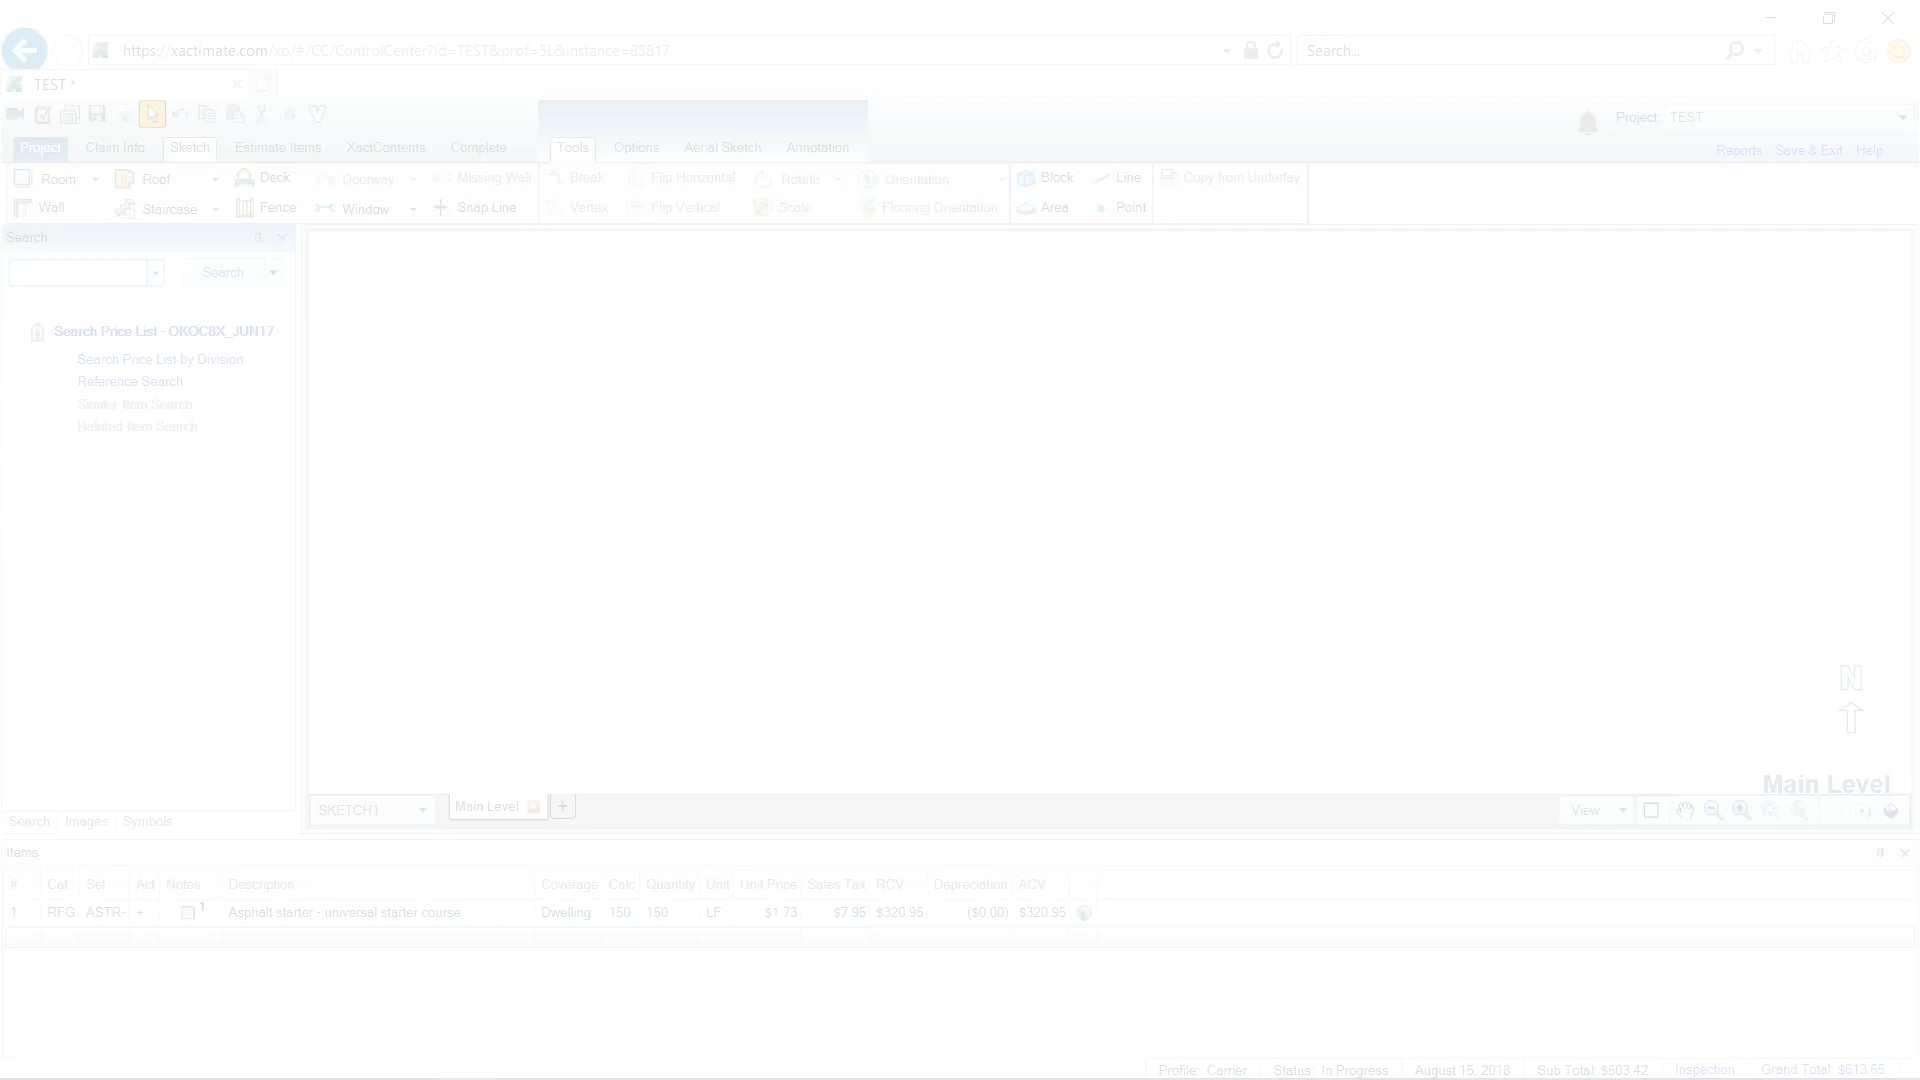 https://xactimate.com/xo/#/CC/ControlCenter?id=TEST&prof=SL&instance=85817
Search...
TEST *
Project: TEST
Project Claim Info Sketch Estimate Items XactContents Complete Tools Options Aerial Sketch Annotation
Reports Save & Exit Help
Room Roof Deck Doorway Missing Wall Break Flip Horizontal Rotate Orientation Block Line Copy from Underlay
Wall Staircase Fence Window Snap Line Vertex Flip Vertical Scale Flooring Orientation Area Point
Search
Search
Search Price List - OKOC8X_JUN17
Search Price List by Division
Reference Search
Similar Item Search
Related Item Search
N
Main Level
SKETCH1 Main Level + View
Search Images Symbols
Items
# Cat Sel Act Notes Description Coverage Calc Quantity Unit Unit Price Sales Tax RCV Depreciation ACV
1 RFG ASTR- + 1 Asphalt starter - universal starter course Dwelling 150 150 LF $1.73 $7.95 $320.95 ($0.00) $320.95
Profile: Carrier Status: In Progress August 15, 2018 Sub Total: $503.42 Inspection Grand Total: $613.65